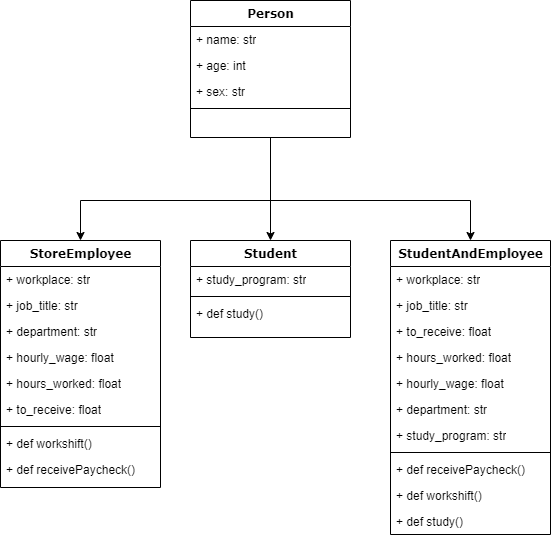 Person
+ name: str
+ age: int
+ sex: str
StoreEmployee
+ workplace: str
+ job_title: str
+ department: str
+ hourly_wage: float
+ hours_worked: float
+ to_receive: float
+ def workshift()
+ def receivePaycheck()
Student
+ study_program: str
+ def study()
StudentAndEmployee
+ workplace: str
+ job_title: str
+ to_receive: float
+ hours_worked: float
+ hourly_wage: float
+ department: str
+ study_program: str
+ def receivePaycheck()
+ def workshift()
+ def study()